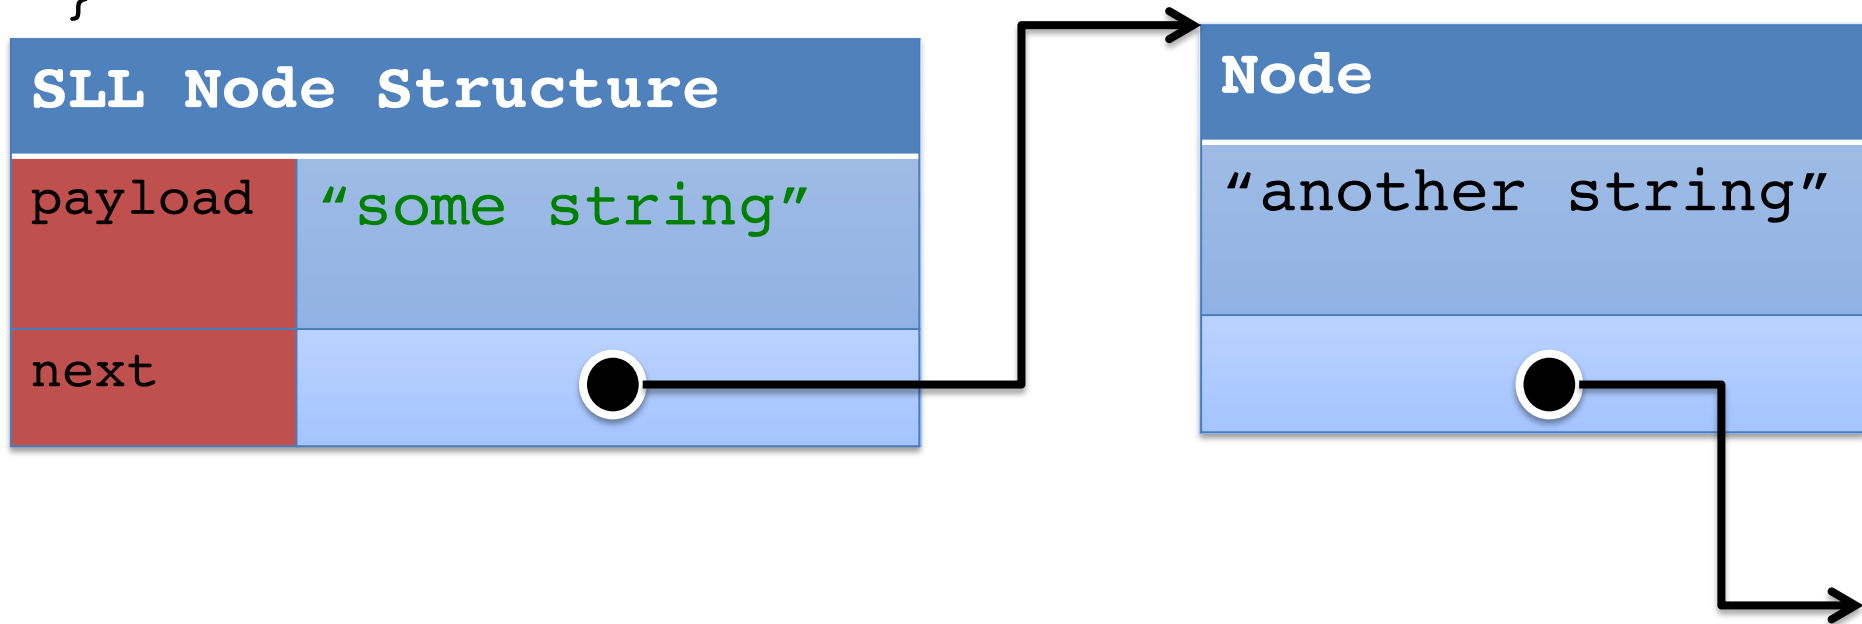 }
SLL Node Structure
payload “some string”
next
Node
“another string”